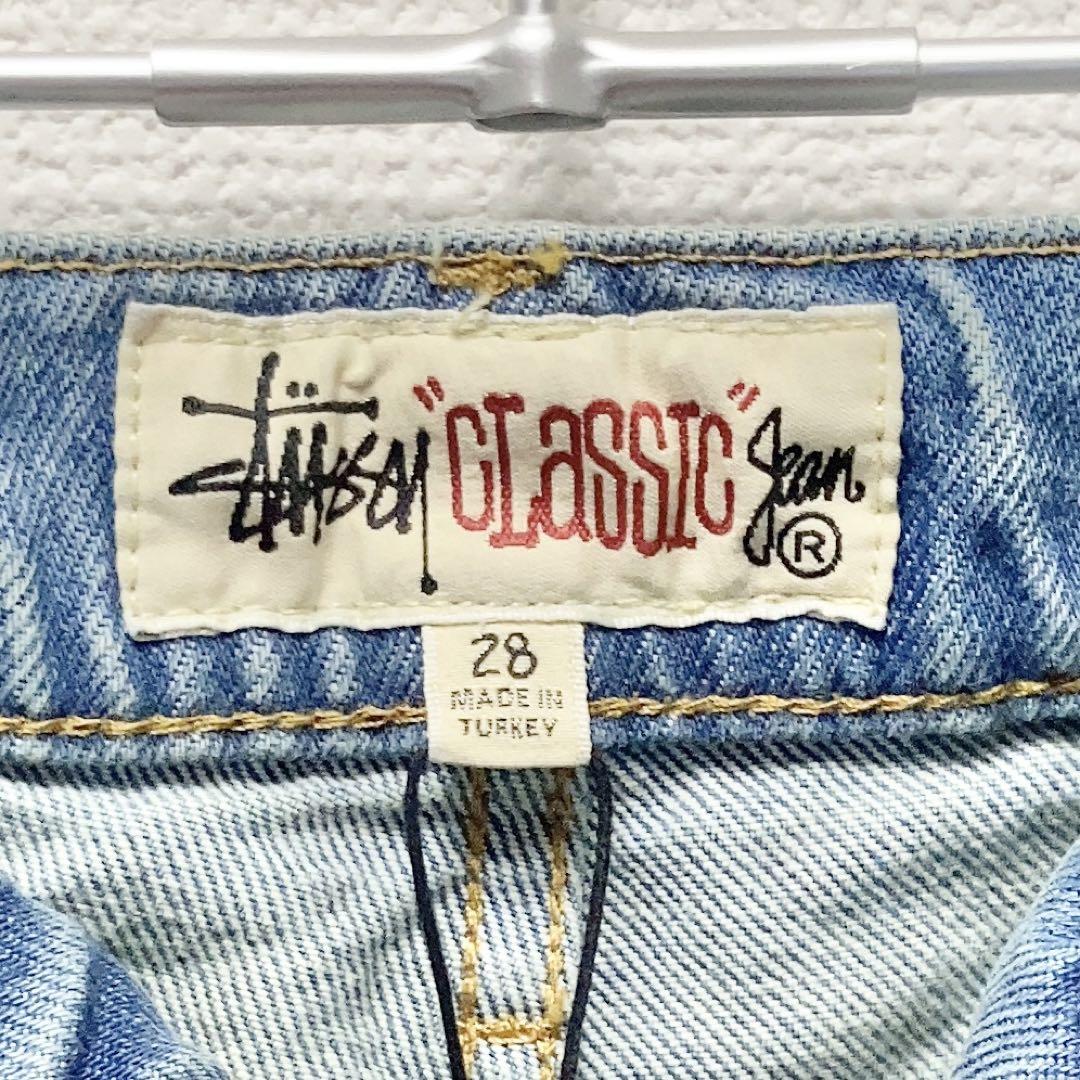 Stüssy "CLaSSIC" Jean ®
28
MADE IN
TURKEY